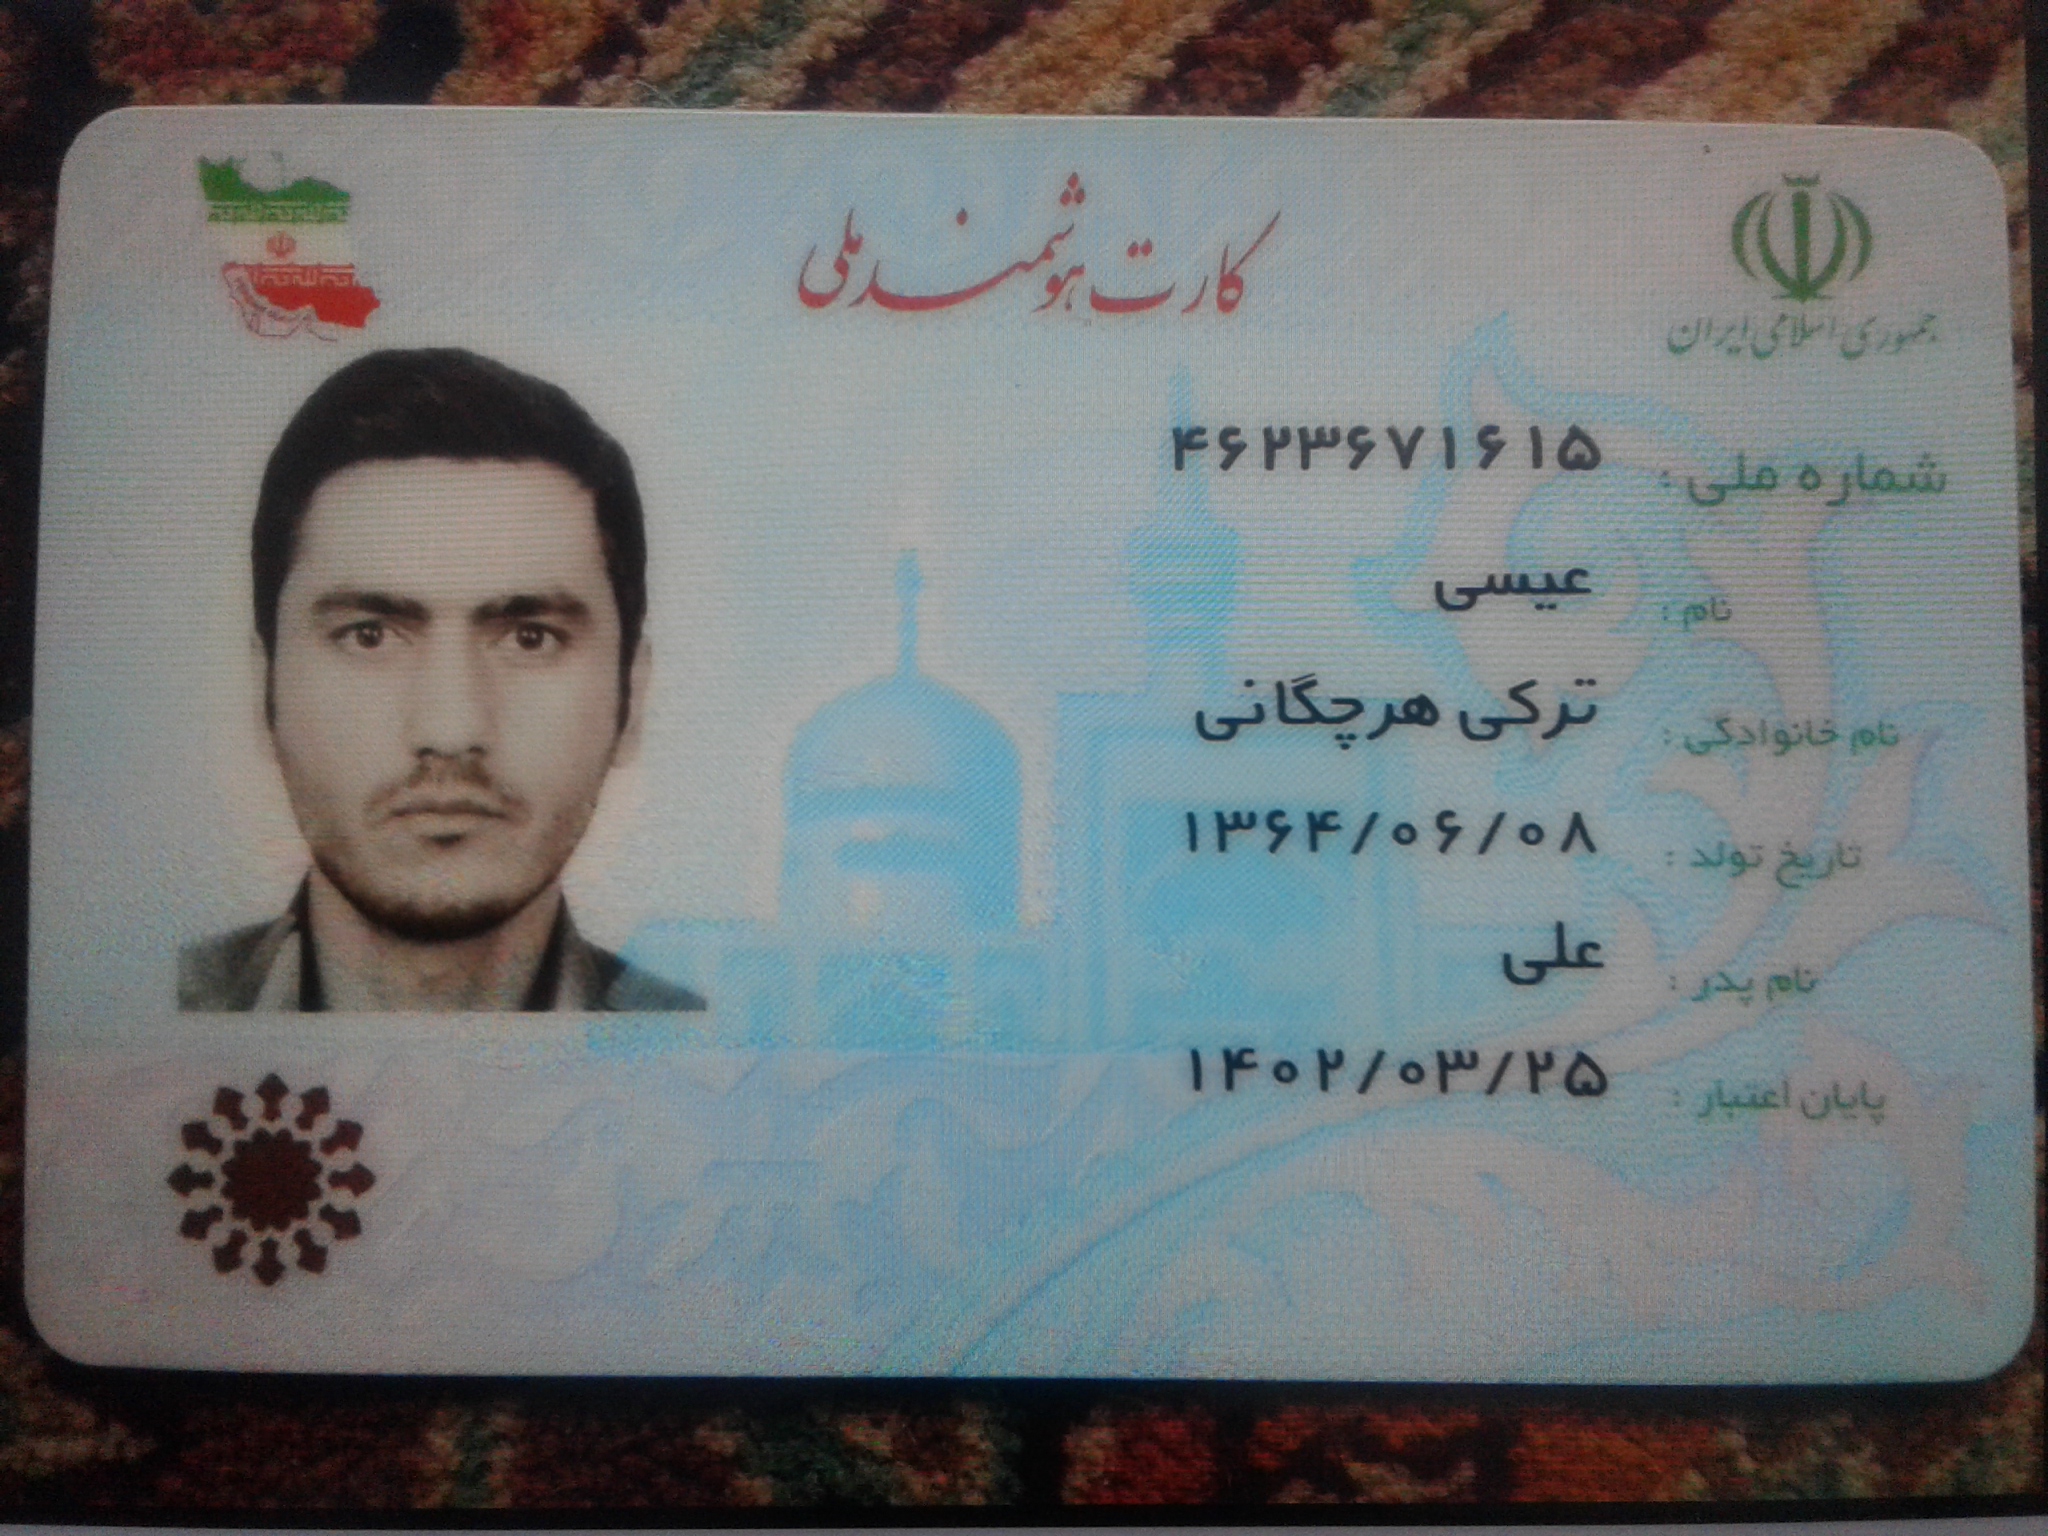 کارت هوشمند ملی
جمهوری اسلامی ایران
شماره ملی : ۴۶۲۳۶۷۱۶۱۵
نام : عیسی
نام خانوادگی : ترکی هرچگانی
تاریخ تولد : ۱۳۶۴/۰۶/۰۸
نام پدر : علی
پایان اعتبار : ۱۴۰۲/۰۳/۲۵